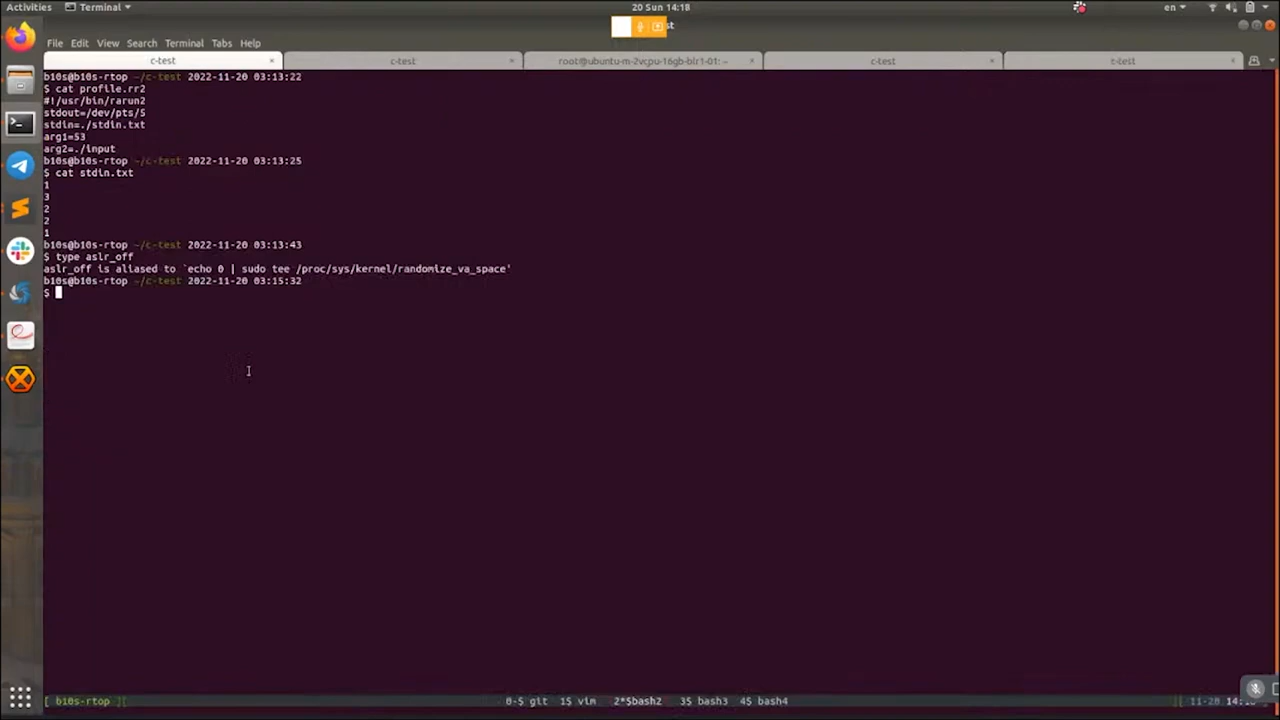 Activities Terminal 20 Sun 14:18 en
st
File Edit View Search Terminal Tabs Help
c-test c-test root@ubuntu-m-2vcpu-16gb-blr1-01: ~ c-test t-test
b10s@b10s-rtop ~/c-test 2022-11-20 03:13:22
$ cat profile.rr2
#!/usr/bin/rarun2
stdout=/dev/pts/5
stdin=./stdin.txt
arg1=53
arg2=./input
b10s@b10s-rtop ~/c-test 2022-11-20 03:13:25
$ cat stdin.txt
1
3
2
2
1
b10s@b10s-rtop ~/c-test 2022-11-20 03:13:43
$ type aslr_off
aslr_off is aliased to `echo 0 | sudo tee /proc/sys/kernel/randomize_va_space'
b10s@b10s-rtop ~/c-test 2022-11-20 03:15:32
$
[ b10s-rtop ][ 0-$ git 1$ vim 2*$bash2 3$ bash3 4$ bash4 ][ 11-20